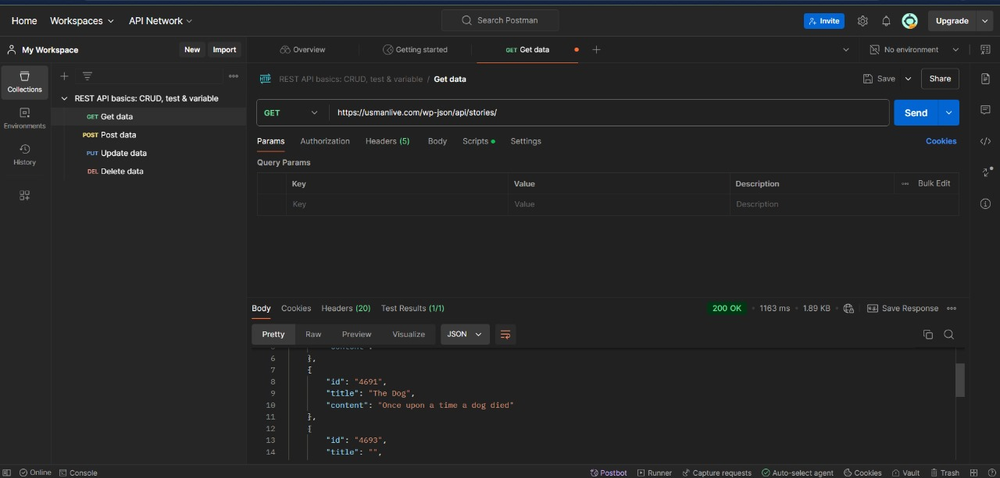 Home Workspaces API Network Search Postman Invite Upgrade
My Workspace New Import Overview Getting started GET Get data No environment
Collections
REST API basics: CRUD, test & variable / Get data Save Share
REST API basics: CRUD, test & variable
GET Get data
POST Post data
PUT Update data
DEL Delete data
Environments
History
GET https://usmanlive.com/wp-json/api/stories/ Send
Params Authorization Headers (5) Body Scripts Settings Cookies
Query Params
Key Value Description Bulk Edit
Key Value Description
Body Cookies Headers (20) Test Results (1/1) 200 OK 1163 ms 1.89 KB Save Response
Pretty Raw Preview Visualize JSON
6 },
7 {
8 "id": "4691",
9 "title": "The Dog",
10 "content": "Once upon a time a dog died"
11 },
12 {
13 "id": "4693",
14 "title": "",
Online Console Postbot Runner Capture requests Auto-select agent Cookies Vault Trash